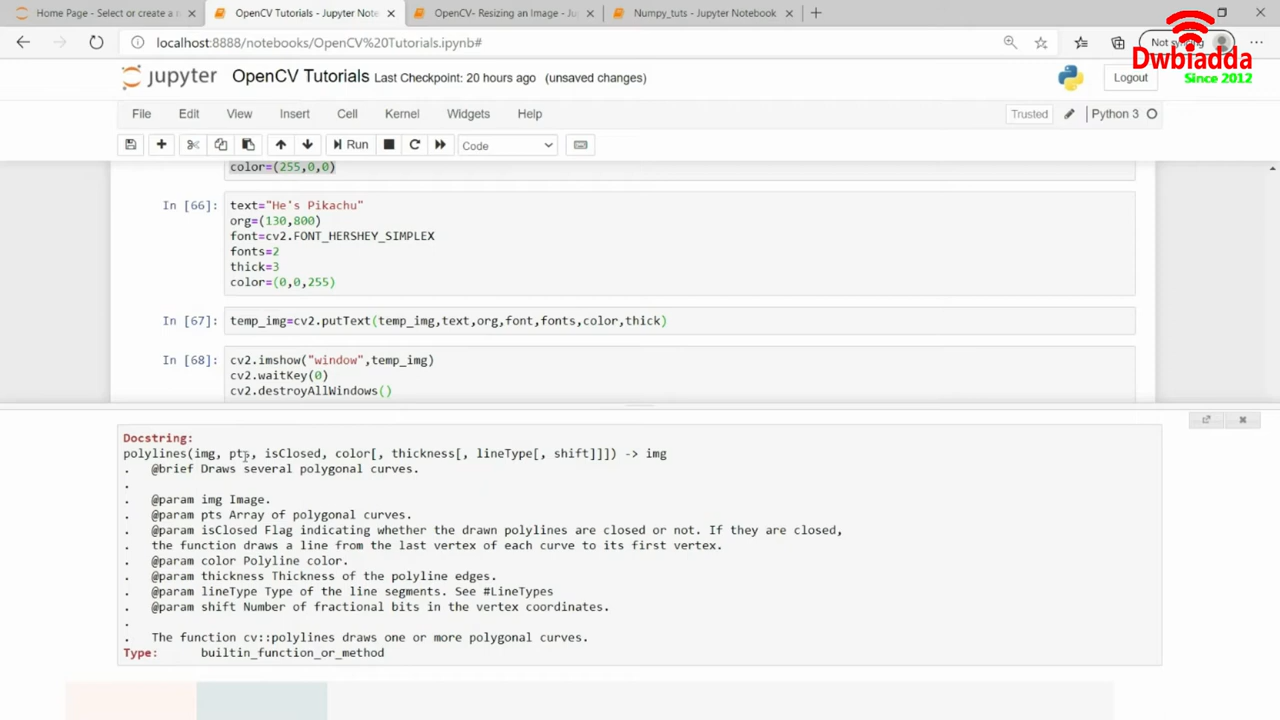 Home Page - Select or create a n
OpenCV Tutorials - Jupyter Note
OpenCV- Resizing an Image - Ju
Numpy_tuts - Jupyter Notebook
localhost:8888/notebooks/OpenCV%20Tutorials.ipynb#
Not syncing
Dwbiadda
Since 2012
jupyter OpenCV Tutorials Last Checkpoint: 20 hours ago (unsaved changes)
Logout
File Edit View Insert Cell Kernel Widgets Help
Trusted
Python 3
Run
Code
color=(255,0,0)
In [66]:
text="He's Pikachu"
org=(130,800)
font=cv2.FONT_HERSHEY_SIMPLEX
fonts=2
thick=3
color=(0,0,255)
In [67]:
temp_img=cv2.putText(temp_img,text,org,font,fonts,color,thick)
In [68]:
cv2.imshow("window",temp_img)
cv2.waitKey(0)
cv2.destroyAllWindows()
Docstring:
polylines(img, pts, isClosed, color[, thickness[, lineType[, shift]]]) -> img
. @brief Draws several polygonal curves.
.
. @param img Image.
. @param pts Array of polygonal curves.
. @param isClosed Flag indicating whether the drawn polylines are closed or not. If they are closed,
. the function draws a line from the last vertex of each curve to its first vertex.
. @param color Polyline color.
. @param thickness Thickness of the polyline edges.
. @param lineType Type of the line segments. See #LineTypes
. @param shift Number of fractional bits in the vertex coordinates.
.
. The function cv::polylines draws one or more polygonal curves.
Type: builtin_function_or_method